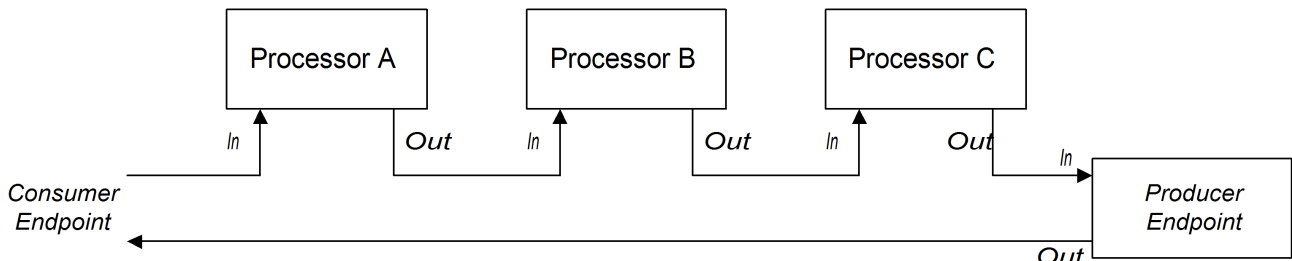 Processor A
Processor B
Processor C
In
Out
In
Out
In
Out
In
Consumer
Endpoint
Producer
Endpoint
Out